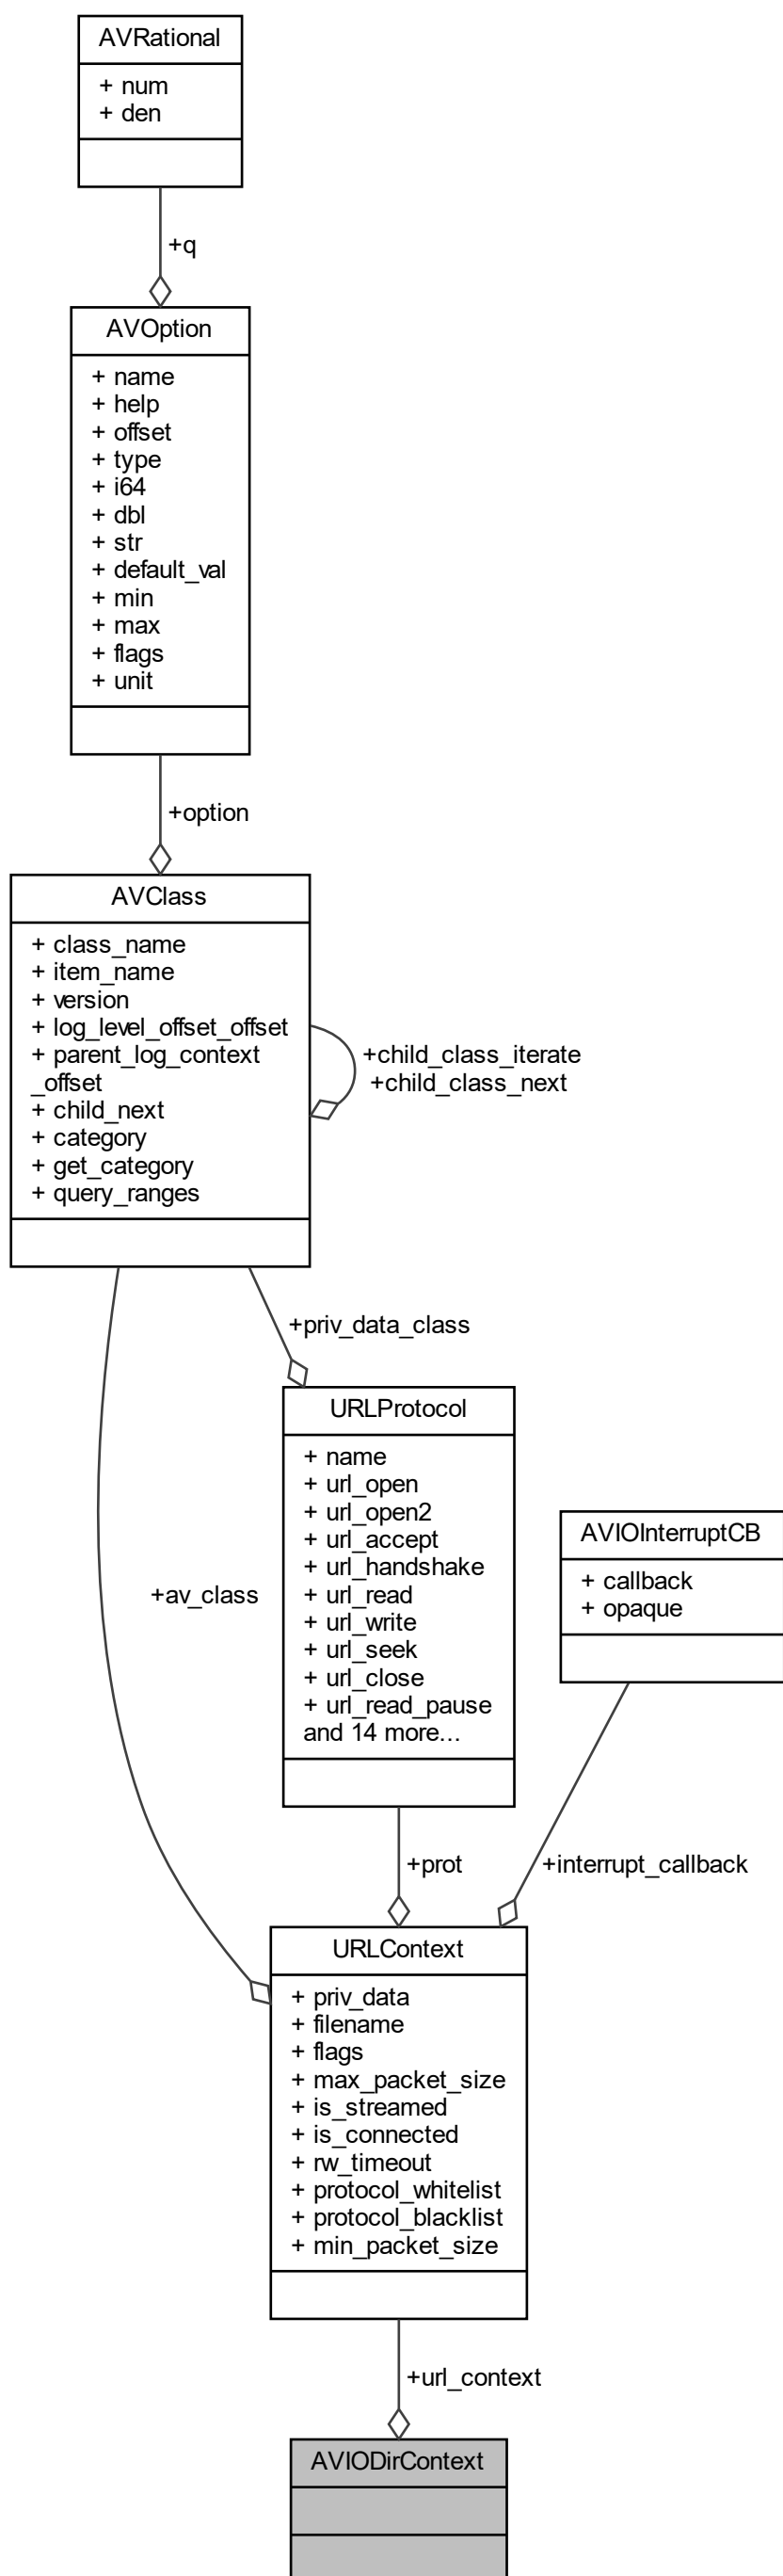 AVRational
+ num
+ den
+q
AVOption
+ name
+ help
+ offset
+ type
+ i64
+ dbl
+ str
+ default_val
+ min
+ max
+ flags
+ unit
+option
AVClass
+ class_name
+ item_name
+ version
+ log_level_offset_offset
+ parent_log_context
_offset
+ child_next
+ category
+ get_category
+ query_ranges
+child_class_iterate
+child_class_next
+priv_data_class
URLProtocol
+ name
+ url_open
+ url_open2
+ url_accept
+ url_handshake
+ url_read
+ url_write
+ url_seek
+ url_close
+ url_read_pause
and 14 more...
+av_class
AVIOInterruptCB
+ callback
+ opaque
+prot
+interrupt_callback
URLContext
+ priv_data
+ filename
+ flags
+ max_packet_size
+ is_streamed
+ is_connected
+ rw_timeout
+ protocol_whitelist
+ protocol_blacklist
+ min_packet_size
+url_context
AVIODirContext